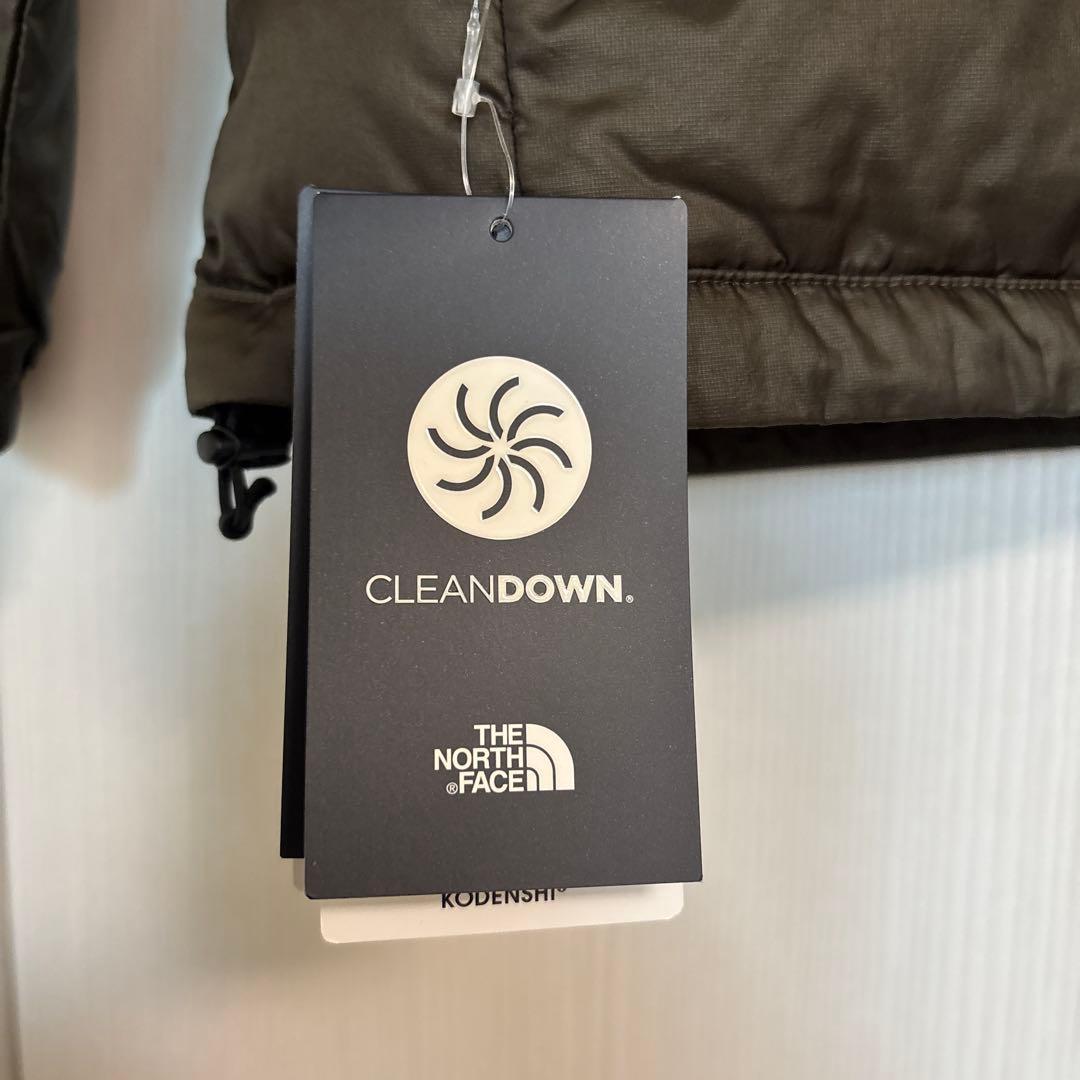 CLEANDOWN®
THE
NORTH
®FACE
KODENSHI®